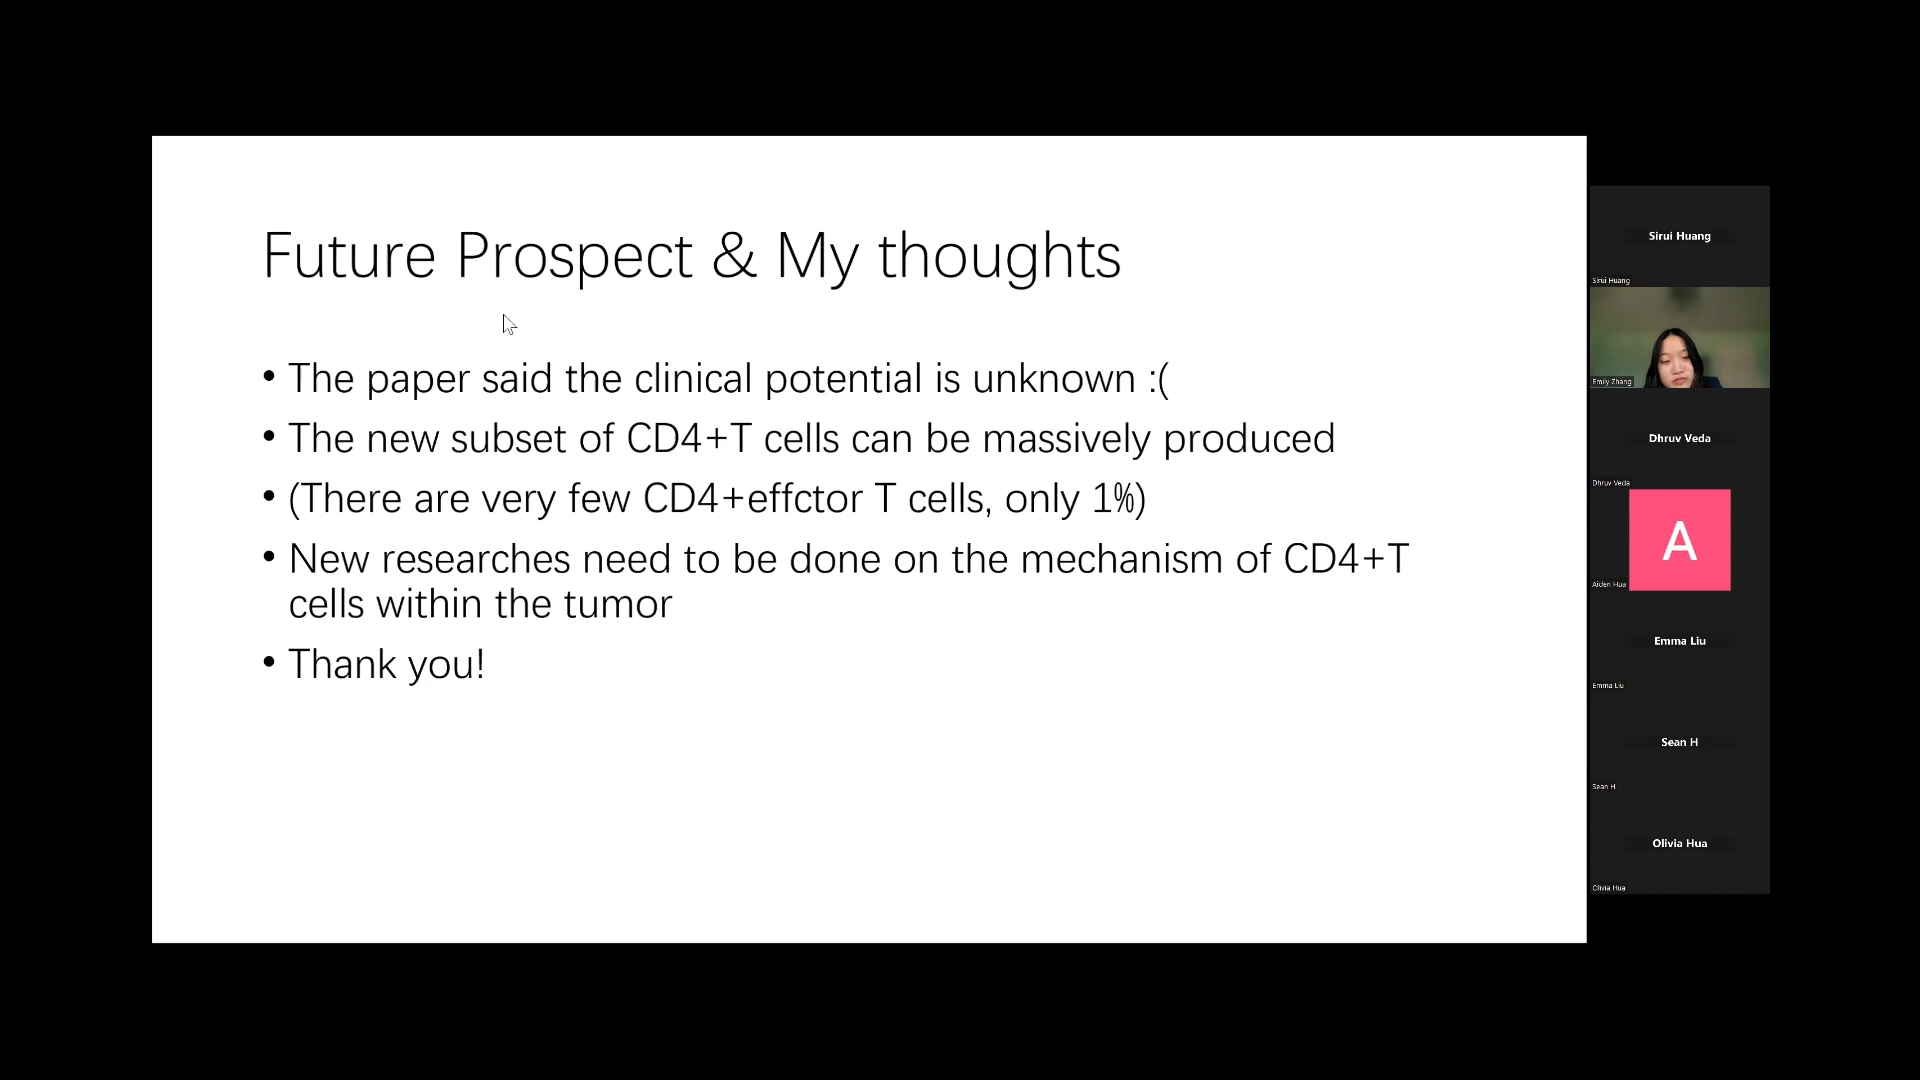 Future Prospect & My thoughts
• The paper said the clinical potential is unknown :(
• The new subset of CD4+T cells can be massively produced
• (There are very few CD4+effctor T cells, only 1%)
• New researches need to be done on the mechanism of CD4+T
cells within the tumor
• Thank you!
Sirui Huang
Sirui Huang
Emily Zhang
Dhruv Veda
Dhruv Veda
A
Aiden Hua
Emma Liu
Emma Liu
Sean H
Sean H
Olivia Hua
Olivia Hua